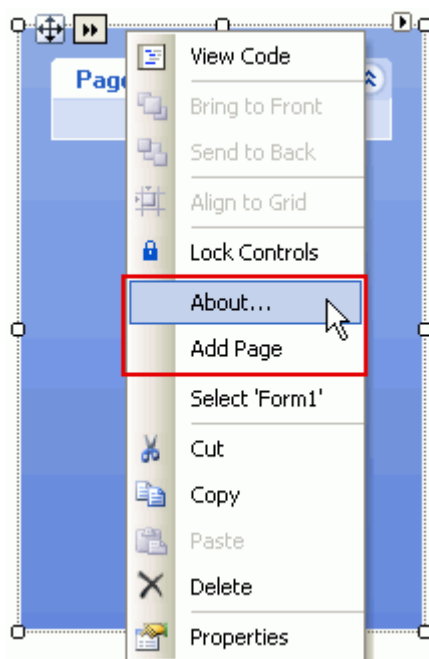 Page
View Code
Bring to Front
Send to Back
Align to Grid
Lock Controls
About...
Add Page
Select 'Form1'
Cut
Copy
Paste
Delete
Properties